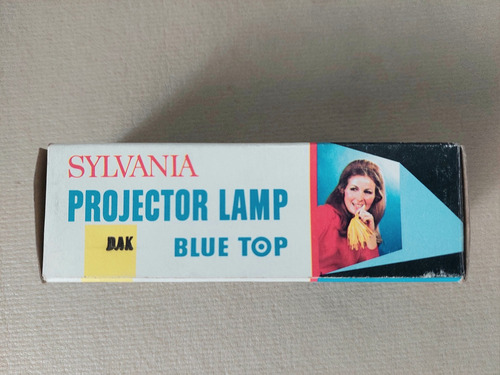 SYLVANIA
PROJECTOR LAMP
DAK BLUE TOP